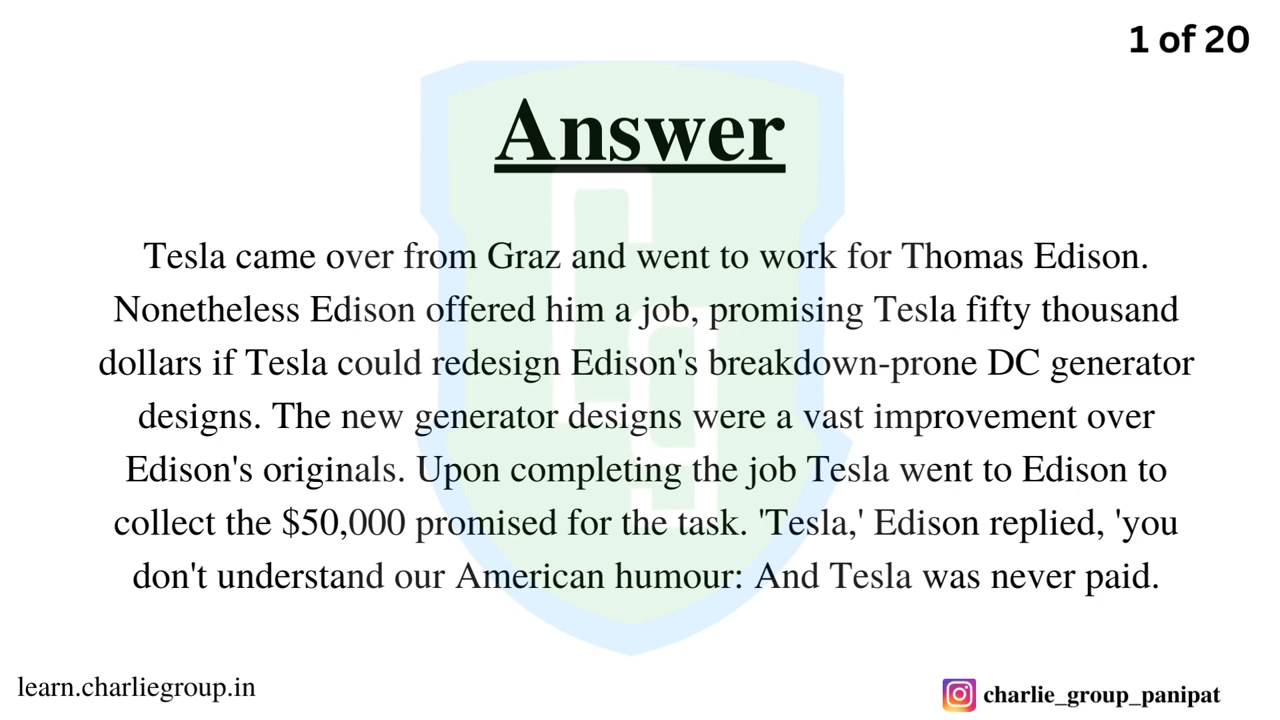 1 of 20
Answer
Tesla came over from Graz and went to work for Thomas Edison.
Nonetheless Edison offered him a job, promising Tesla fifty thousand
dollars if Tesla could redesign Edison's breakdown-prone DC generator
designs. The new generator designs were a vast improvement over
Edison's originals. Upon completing the job Tesla went to Edison to
collect the $50,000 promised for the task. 'Tesla,' Edison replied, 'you
don't understand our American humour: And Tesla was never paid.
learn.charliegroup.in
charlie_group_panipat